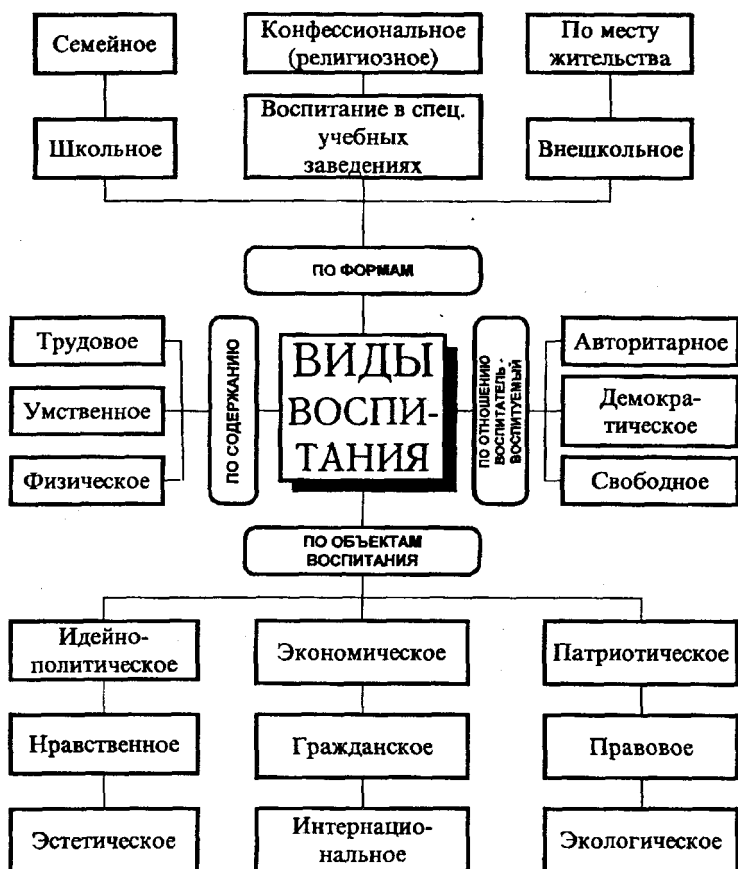 Семейное
Конфессиональное
(религиозное)
По месту
жительства
Школьное
Воспитание в спец.
учебных
заведениях
Внешкольное
ПО ФОРМАМ
Трудовое
Умственное
Физическое
ПО СОДЕРЖАНИЮ
ВИДЫ
ВОСПИ-
ТАНИЯ
ПО ОТНОШЕНИЮ
ВОСПИТАТЕЛЬ -
ВОСПИТУЕМЫЙ
Авторитарное
Демокра-
тическое
Свободное
ПО ОБЪЕКТАМ
ВОСПИТАНИЯ
Идейно-
политическое
Экономическое
Патриотическое
Нравственное
Гражданское
Правовое
Эстетическое
Интернацио-
нальное
Экологическое